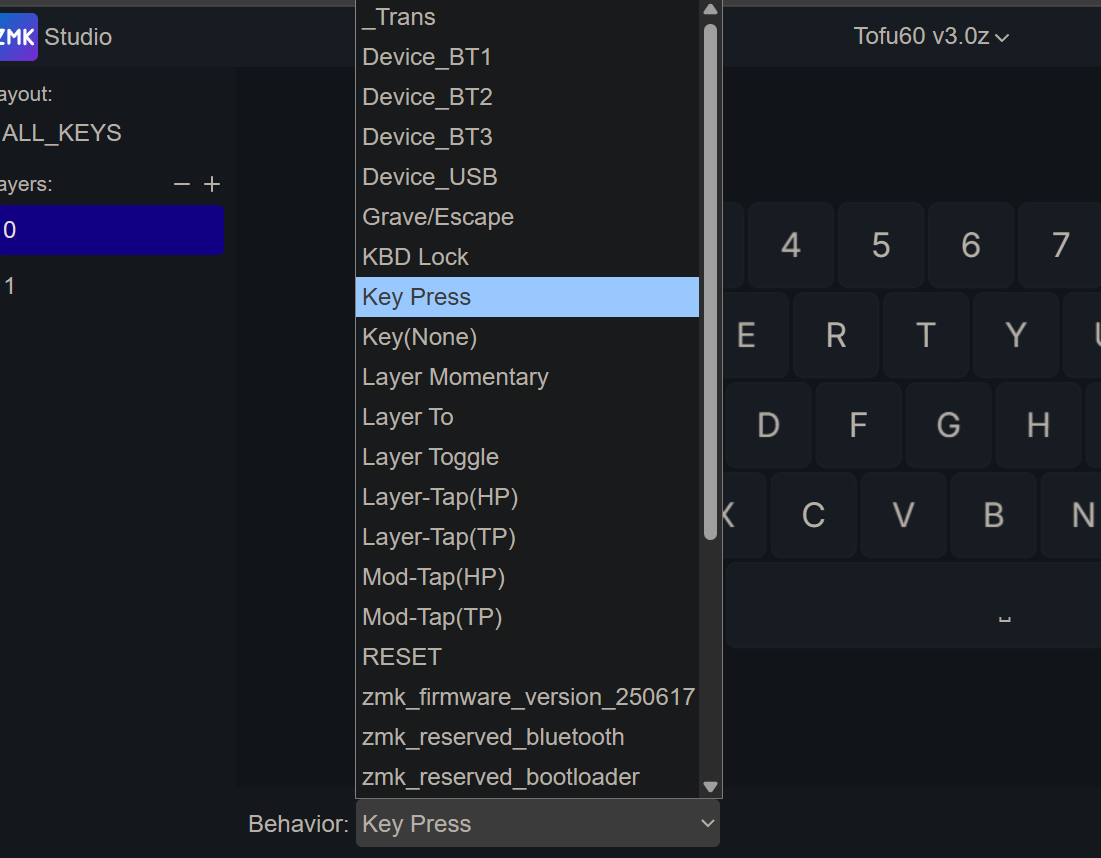 ZMK Studio
Tofu60 v3.0z
ayout:
ALL_KEYS
ayers:
0
1
_Trans
Device_BT1
Device_BT2
Device_BT3
Device_USB
Grave/Escape
KBD Lock
Key Press
Key(None)
Layer Momentary
Layer To
Layer Toggle
Layer-Tap(HP)
Layer-Tap(TP)
Mod-Tap(HP)
Mod-Tap(TP)
RESET
zmk_firmware_version_250617
zmk_reserved_bluetooth
zmk_reserved_bootloader
Behavior: Key Press
4 5 6 7
E R T Y U
D F G H
X C V B N
␣